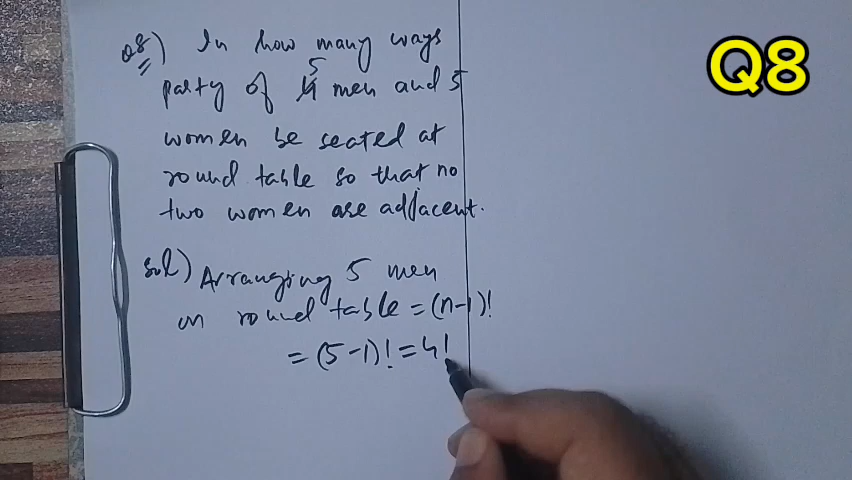 Q8) In how many ways
party of 5 men and 5
women be seated at
round table so that no
two women are adjacent.
Sol) Arranging 5 men
on round table = (n-1)!
= (5-1)! = 4!
Q8